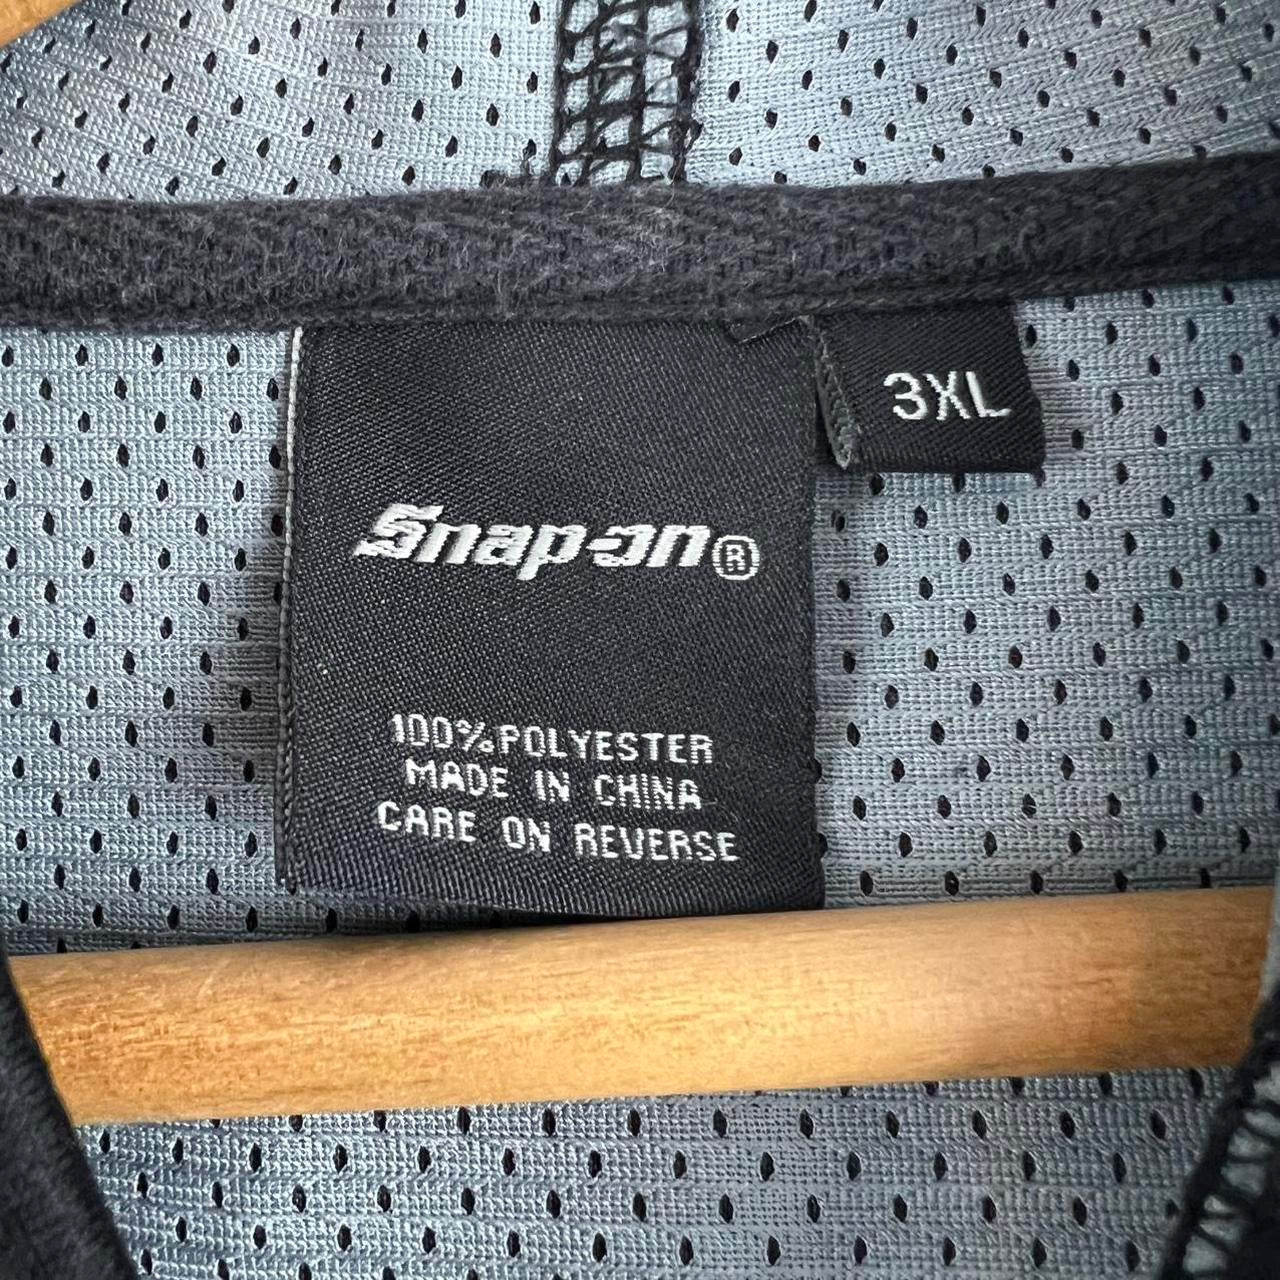 3XL
Snap-on®
100% POLYESTER
MADE IN CHINA
CARE ON REVERSE